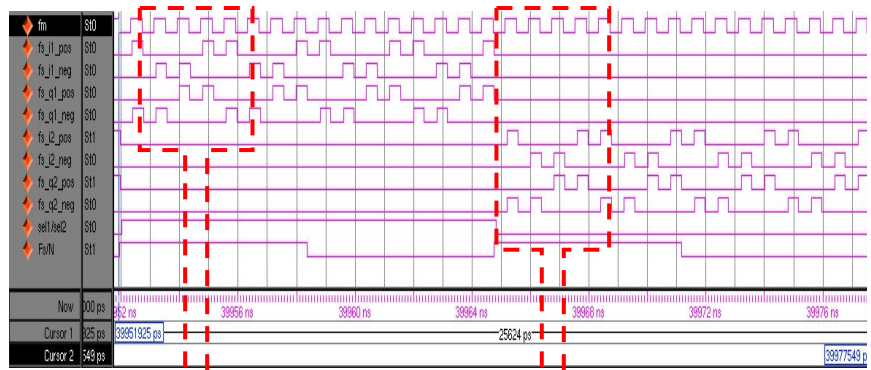 fm St0
fs_i1_pos St0
fs_i1_neg St0
fs_q1_pos St0
fs_q1_neg St0
fs_i2_pos St1
fs_i2_neg St0
fs_q2_pos St1
fs_q2_neg St0
sel1/sel2 St0
Fs/N St1
Now 000 ps 952 ns 39956 ns 39960 ns 39964 ns 39968 ns 39972 ns 39976 ns
Cursor 1 925 ps 39951925 ps 25624 ps
Cursor 2 549 ps 39977549 p